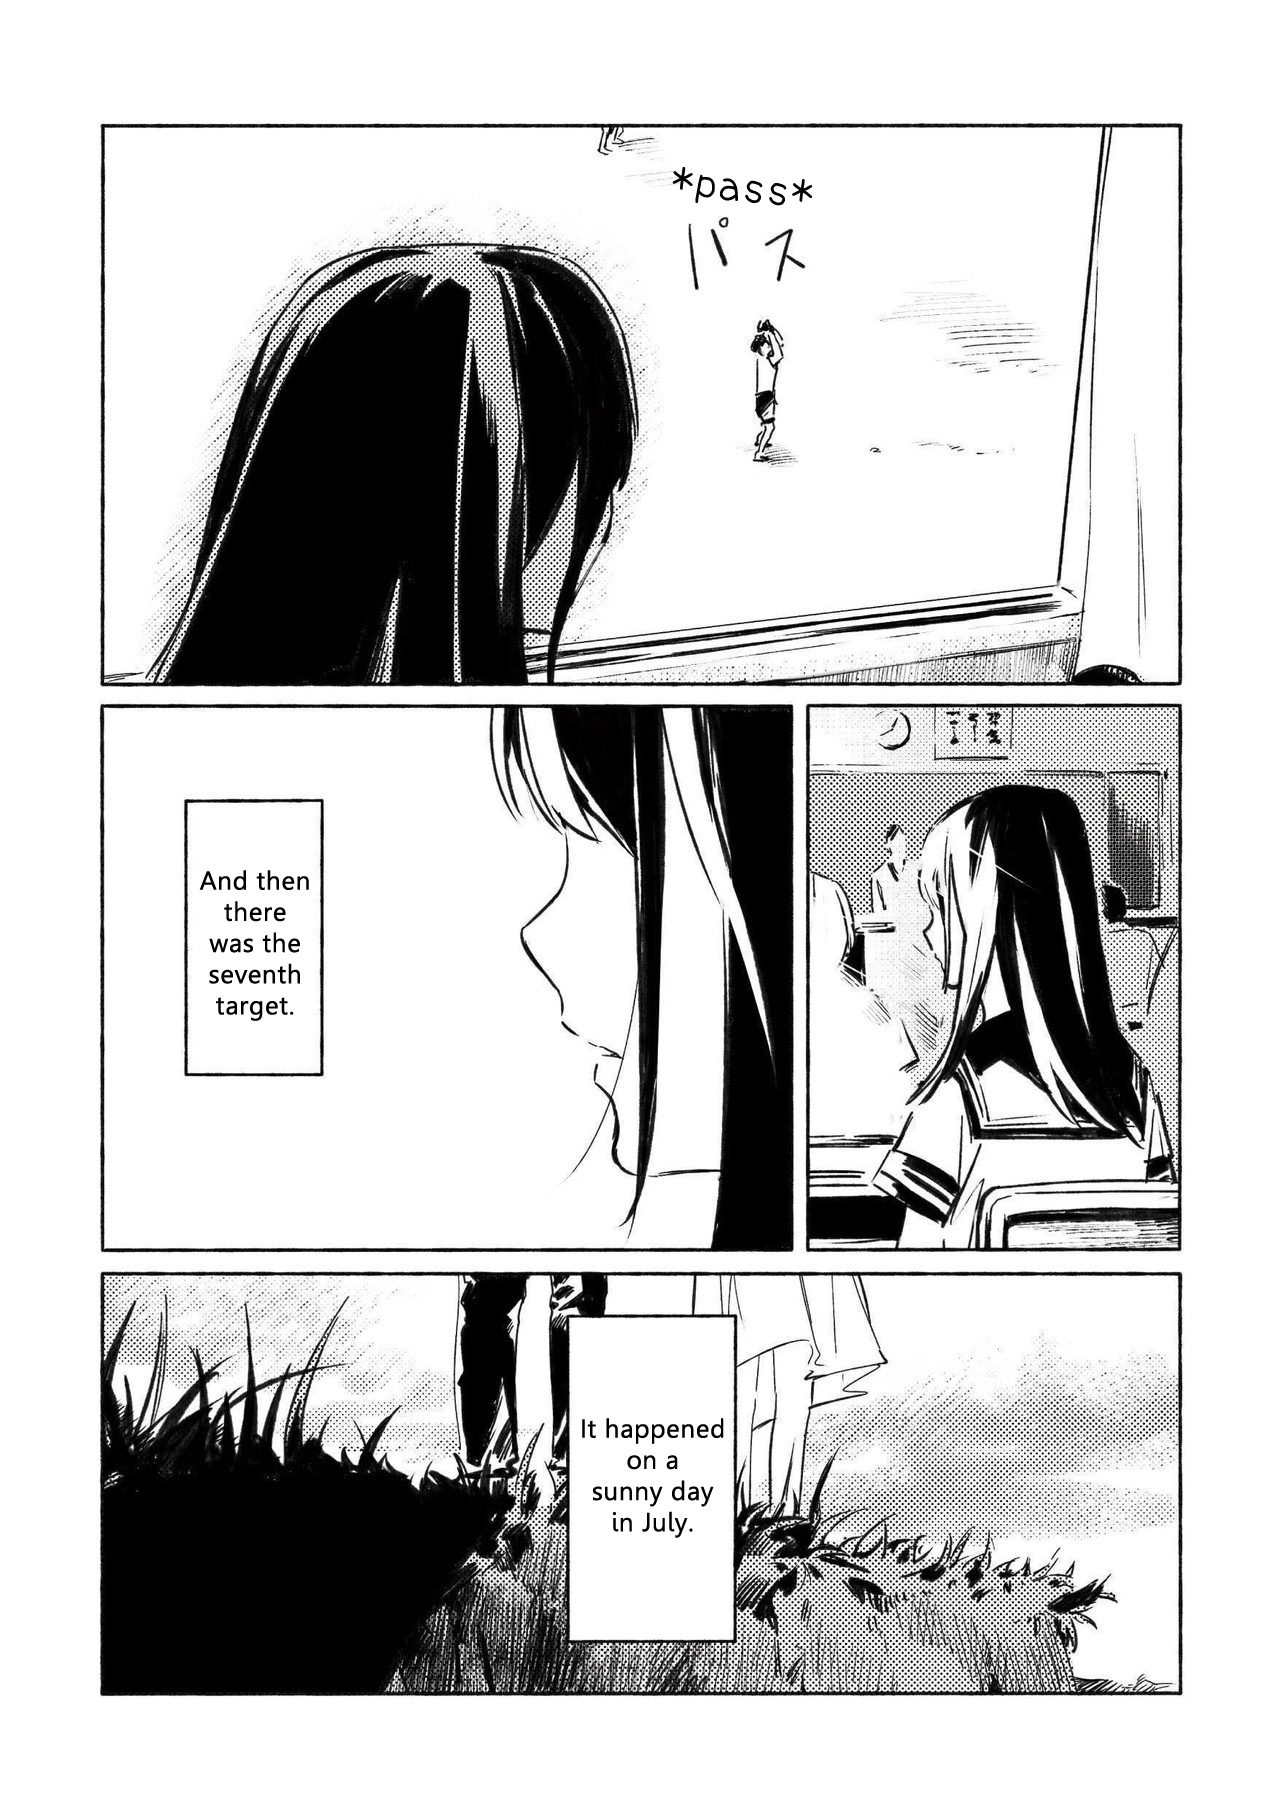 *pass*
パス
And then
there
was the
seventh
target.
It happened
on a
sunny day
in July.